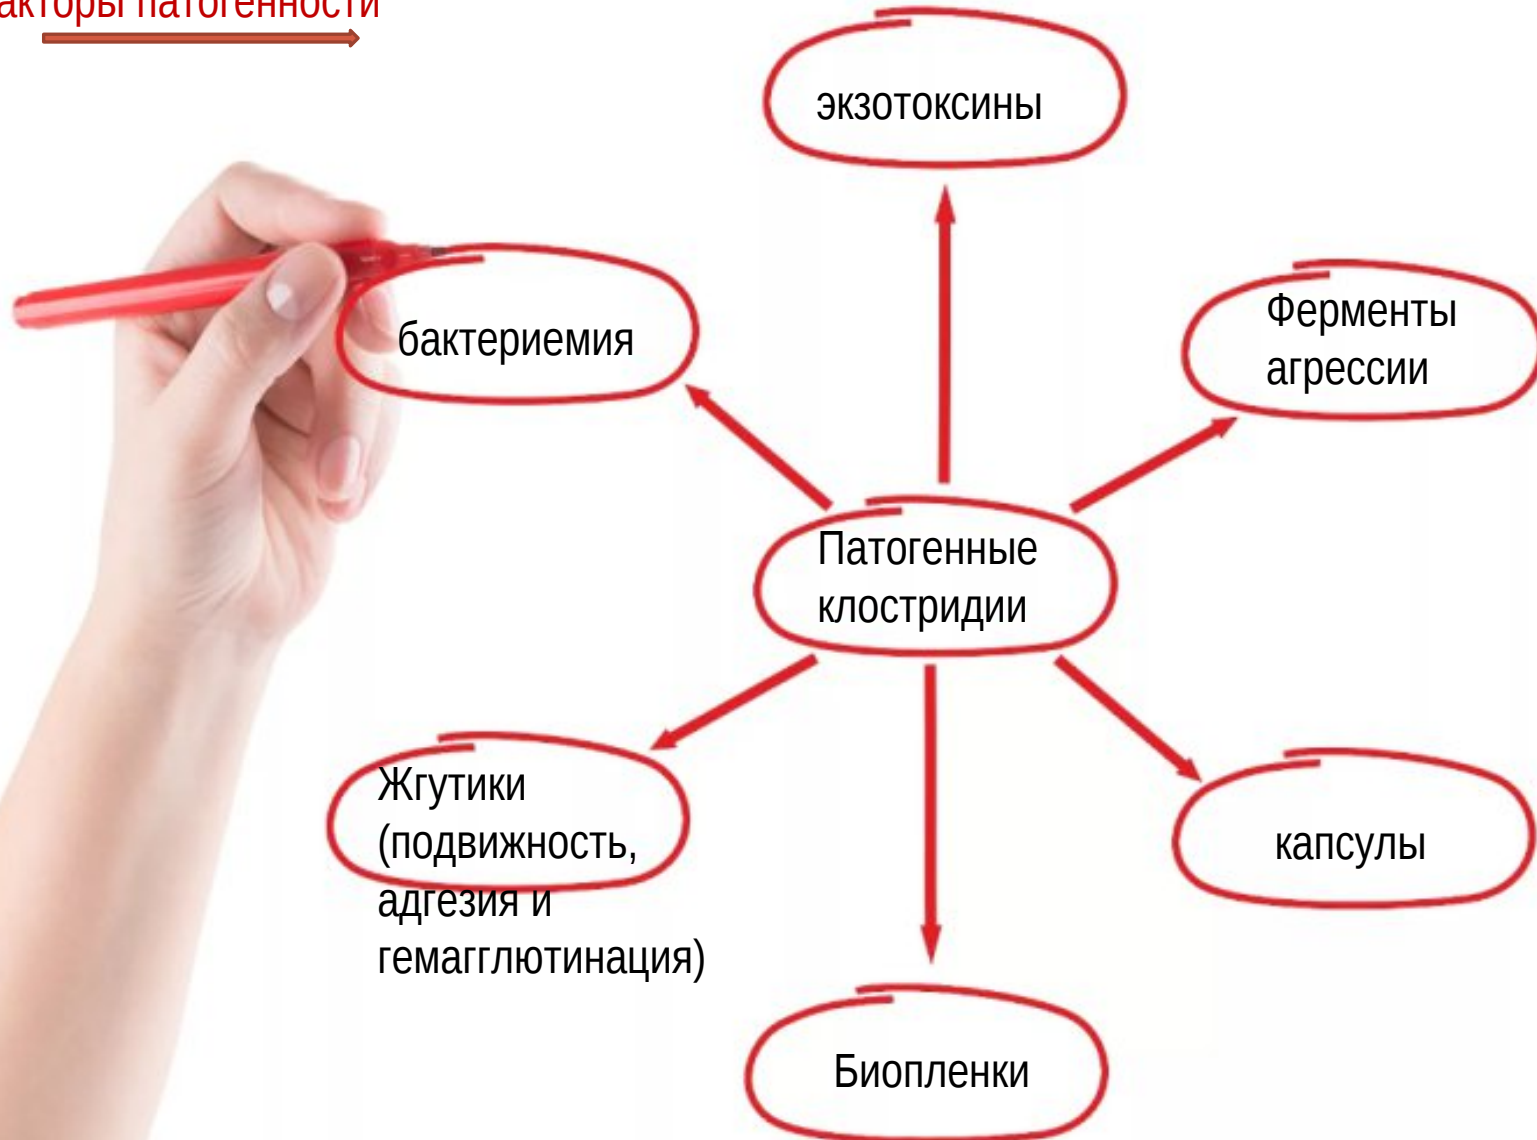 акторы патогенности
экзотоксины
Ферменты
агрессии
бактериемия
Патогенные
клостридии
Жгутики
(подвижность,
адгезия и
гемагглютинация)
капсулы
Биопленки